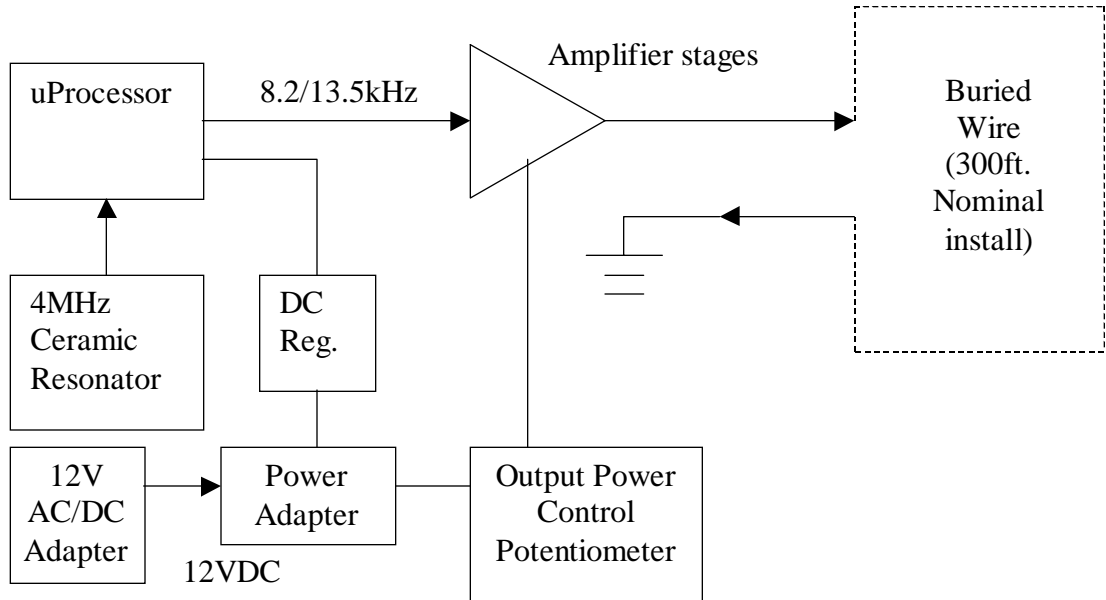 uProcessor
8.2/13.5kHz
Amplifier stages
Buried
Wire
(300ft.
Nominal
install)
4MHz
Ceramic
Resonator
DC
Reg.
12V
AC/DC
Adapter
Power
Adapter
12VDC
Output Power
Control
Potentiometer